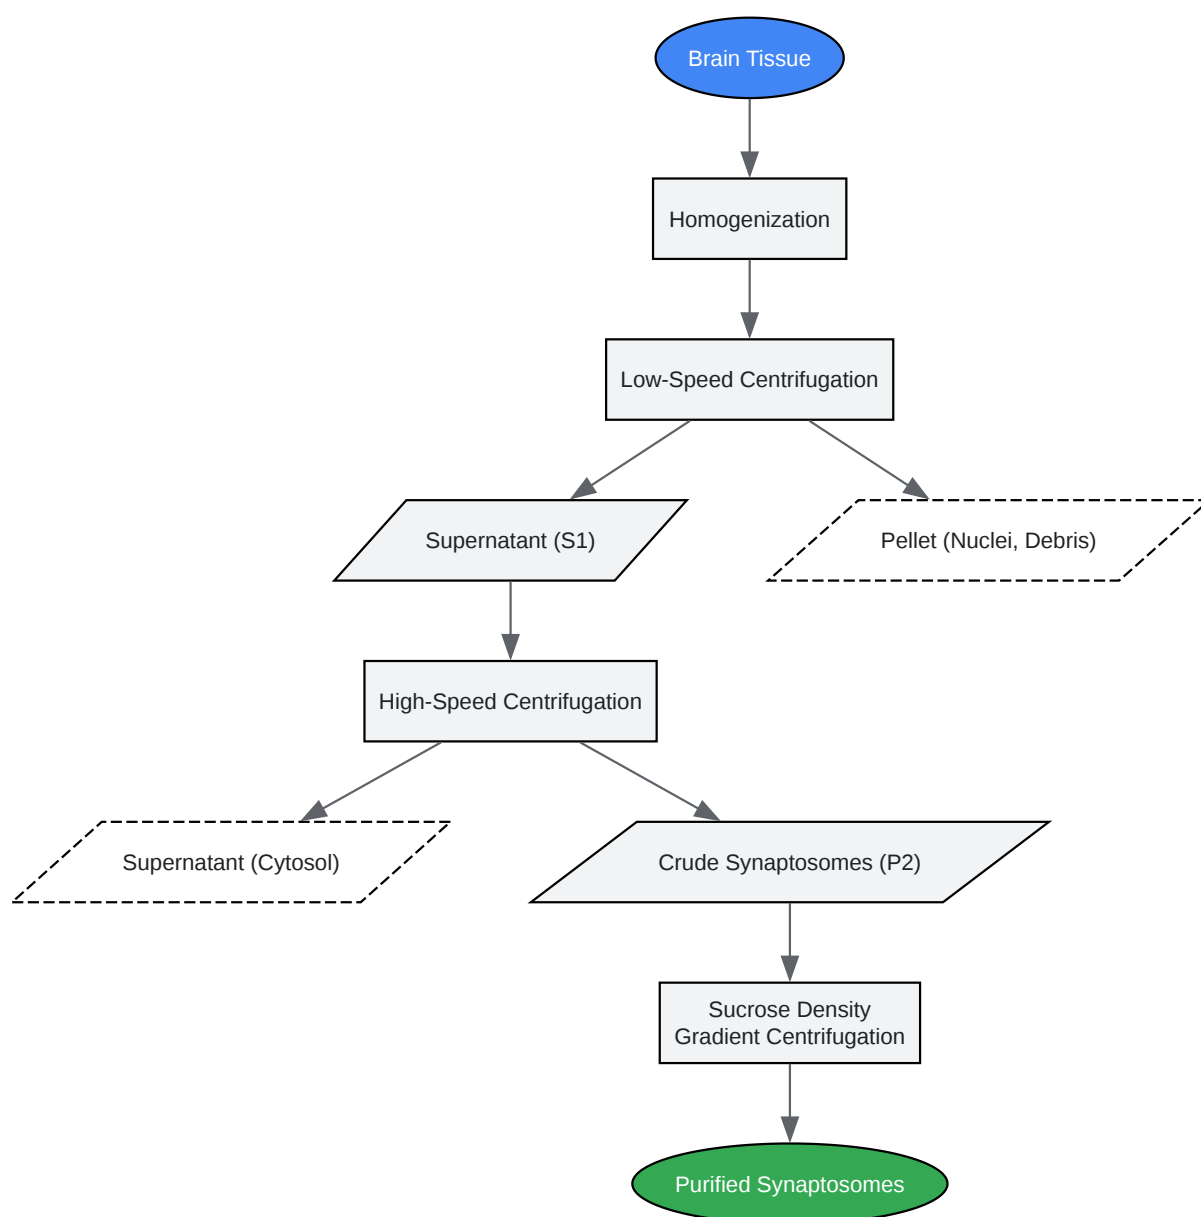 Brain Tissue
Homogenization
Low-Speed Centrifugation
Supernatant (S1)
Pellet (Nuclei, Debris)
High-Speed Centrifugation
Supernatant (Cytosol)
Crude Synaptosomes (P2)
Sucrose Density
Gradient Centrifugation
Purified Synaptosomes